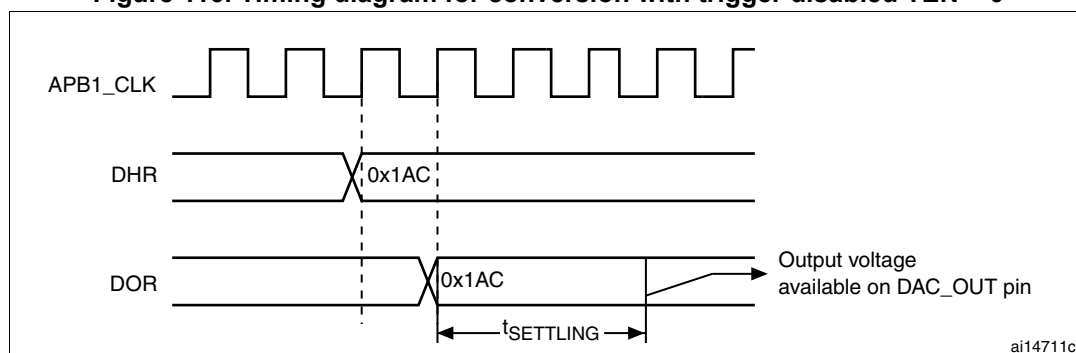 APB1_CLK
DHR
0x1AC
DOR
0x1AC
Output voltage
available on DAC_OUT pin
tSETTLING
ai14711c